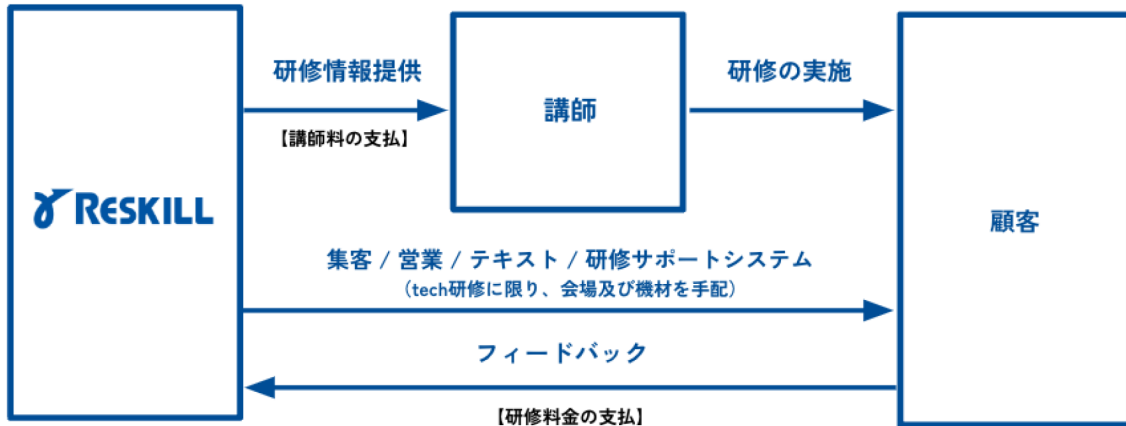 研修情報提供
【講師料の支払】
講師
研修の実施
RESKILL
顧客
集客 / 営業 / テキスト / 研修サポートシステム
（tech研修に限り、会場及び機材を手配）
フィードバック
【研修料金の支払】